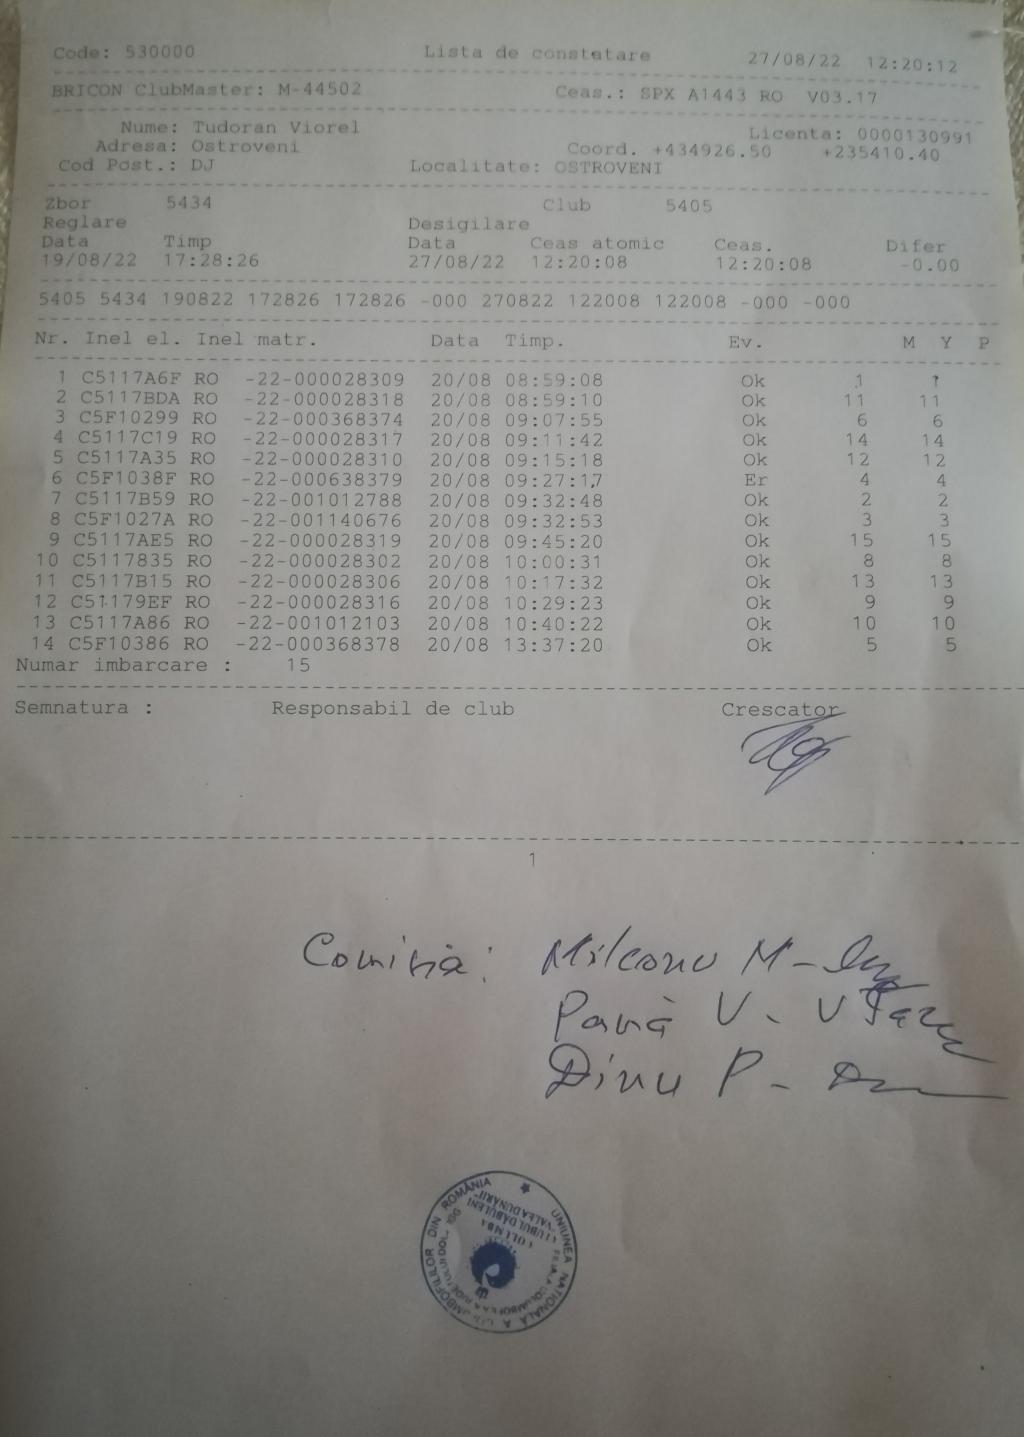 Code: 530000 Lista de constatare 27/08/22 12:20:12
BRICON ClubMaster: M-44502 Ceas.: SPX A1443 RO V03.17
Nume: Tudoran Viorel Licenta: 0000130991
Adresa: Ostroveni Coord. +434926.50 +235410.40
Cod Post.: DJ Localitate: OSTROVENI
Zbor 5434 Club 5405
Reglare Desigilare
Data Timp Data Ceas atomic Ceas. Difer
19/08/22 17:28:26 27/08/22 12:20:08 12:20:08 -0.00
5405 5434 190822 172826 172826 -000 270822 122008 122008 -000 -000
Nr. Inel el. Inel matr. Data Timp. Ev. M Y P
1 C5117A6F RO -22-000028309 20/08 08:59:08 Ok 1 1
2 C5117BDA RO -22-000028318 20/08 08:59:10 Ok 11 11
3 C5F10299 RO -22-000368374 20/08 09:07:55 Ok 6 6
4 C5117C19 RO -22-000028317 20/08 09:11:42 Ok 14 14
5 C5117A35 RO -22-000028310 20/08 09:15:18 Ok 12 12
6 C5F1038F RO -22-000638379 20/08 09:27:17 Er 4 4
7 C5117B59 RO -22-001012788 20/08 09:32:48 Ok 2 2
8 C5F1027A RO -22-001140676 20/08 09:32:53 Ok 3 3
9 C5117AE5 RO -22-000028319 20/08 09:45:20 Ok 15 15
10 C5117835 RO -22-000028302 20/08 10:00:31 Ok 8 8
11 C5117B15 RO -22-000028306 20/08 10:17:32 Ok 13 13
12 C51179EF RO -22-000028316 20/08 10:29:23 Ok 9 9
13 C5117A86 RO -22-001012103 20/08 10:40:22 Ok 10 10
14 C5F10386 RO -22-000368378 20/08 13:37:20 Ok 5 5
Numar imbarcare : 15
Semnatura : Responsabil de club Crescator
1
Comisia: M
Pană V.
Dinu P
UNIUNEA NATIONALĂ A COLUMBOFILILOR DIN ROMÂNIA
COLUMBA
CLUBUL DĂBULENI
"VALEA DUNĂRII"